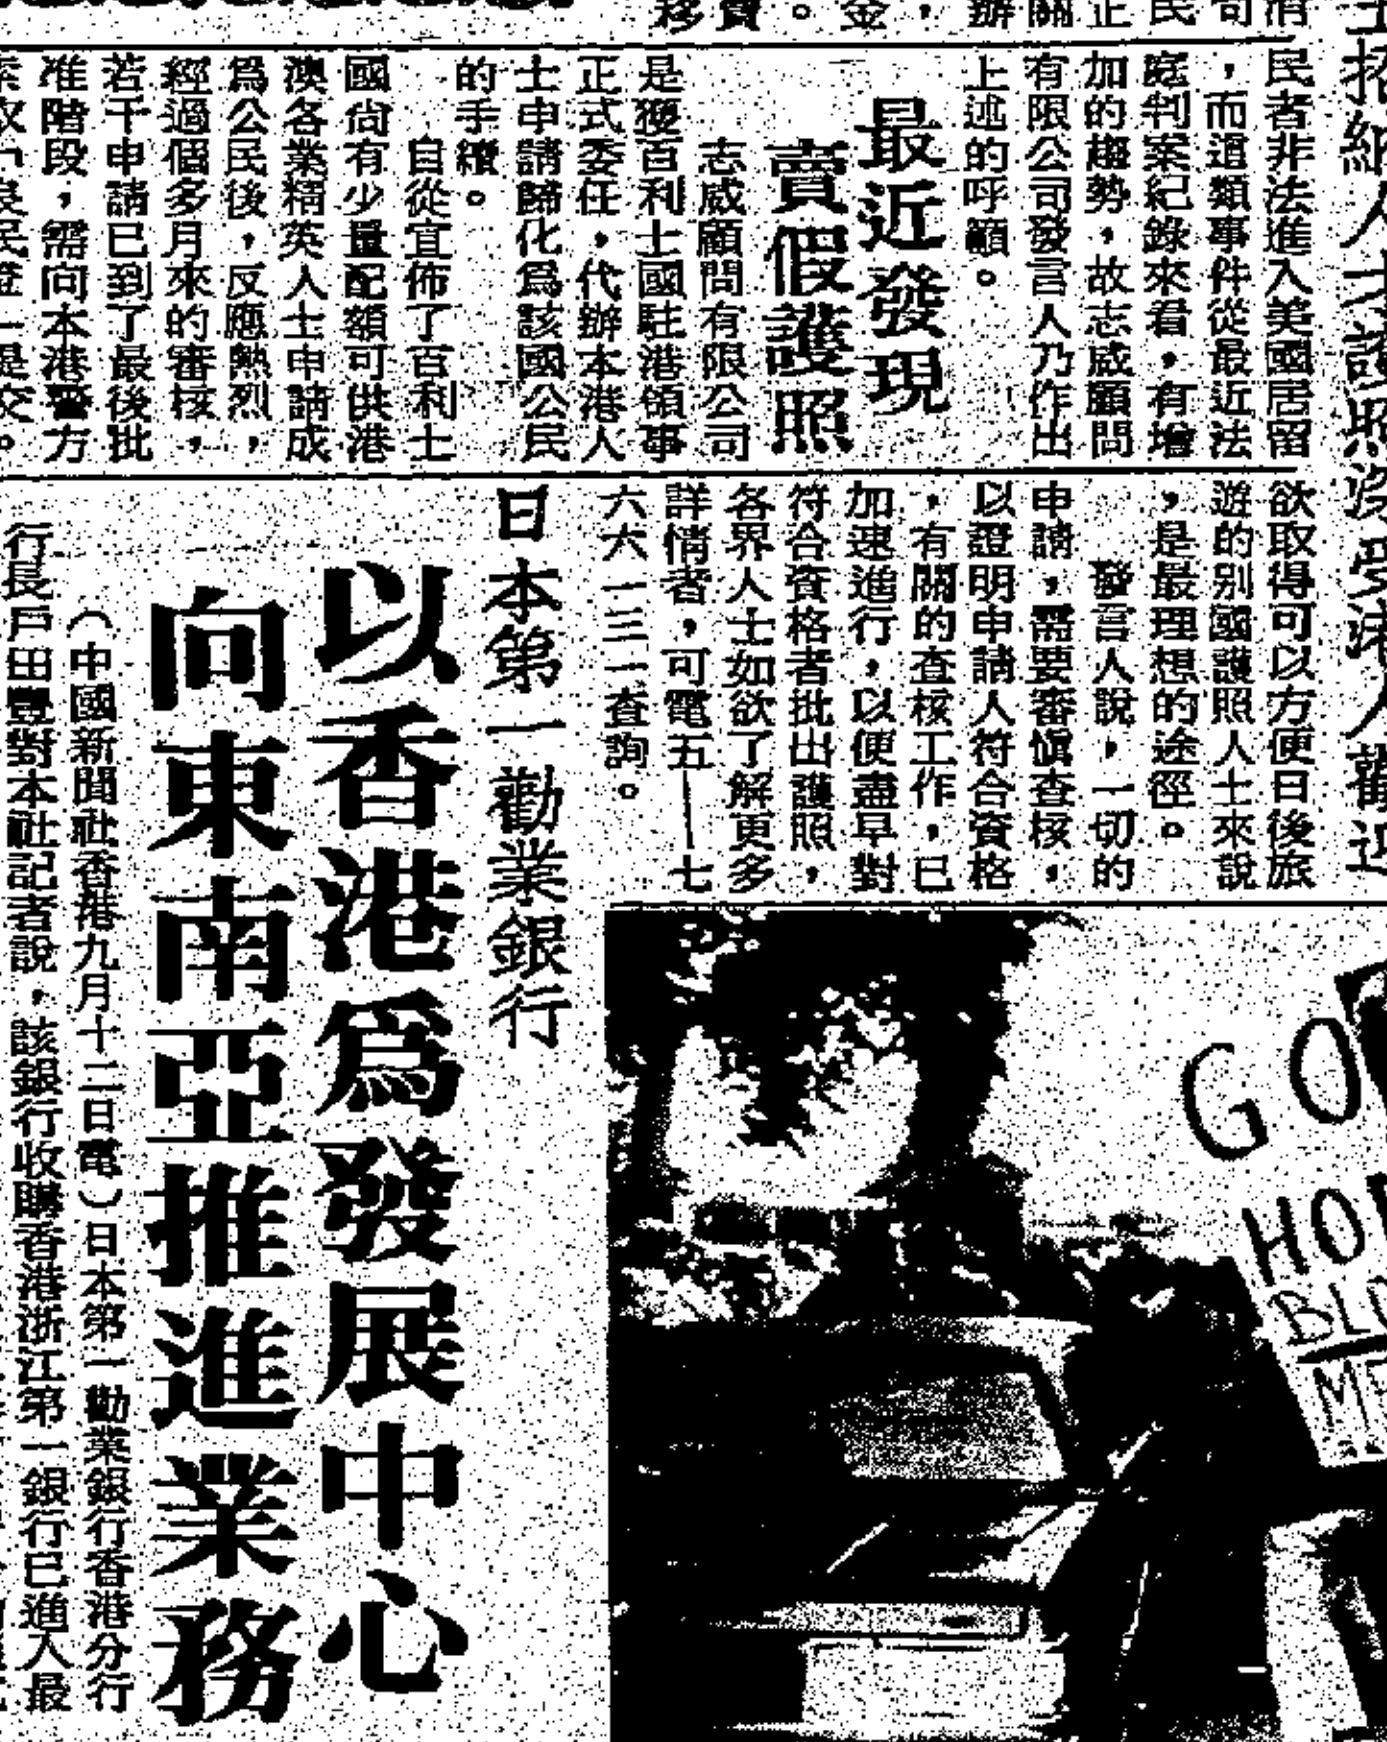 民者非法進入美國居留
，而這類事件從最近法
庭判案紀錄來看，有增
加的趨勢，故志威顧問
有限公司發言人乃作出
上述的呼籲。
最近發現
賣假護照
志威顧問有限公司
是獲百利士國駐港領事
正式委任，代辦本港人
士申請歸化爲該國公民
的手續。
自從宣佈了百利士
國尙有少量配額可供港
澳各業精英人士申請成
爲公民後，反應熱烈，
經過個多月來的審核，
若干申請已到了最後批
准階段，需向本港警方
欲取得可以方便日後旅
遊的別國護照人士來說
，是最理想的途徑。
發言人說，一切的
申請，需要審愼查核，
以證明申請人符合資格
，有關的查核工作，已
加速進行，以便盡早對
符合資格者批出護照，
各界人士如欲了解更多
詳情者，可電五—七
六六一三一查詢。
日本第一勸業銀行
以香港爲發展中心
向東南亞推進業務
（中國新聞社香港九月十二日電）日本第一勸業銀行香港分行
行長戶田豐對本社記者說，該銀行收購香港浙江第一銀行已進入最
GO